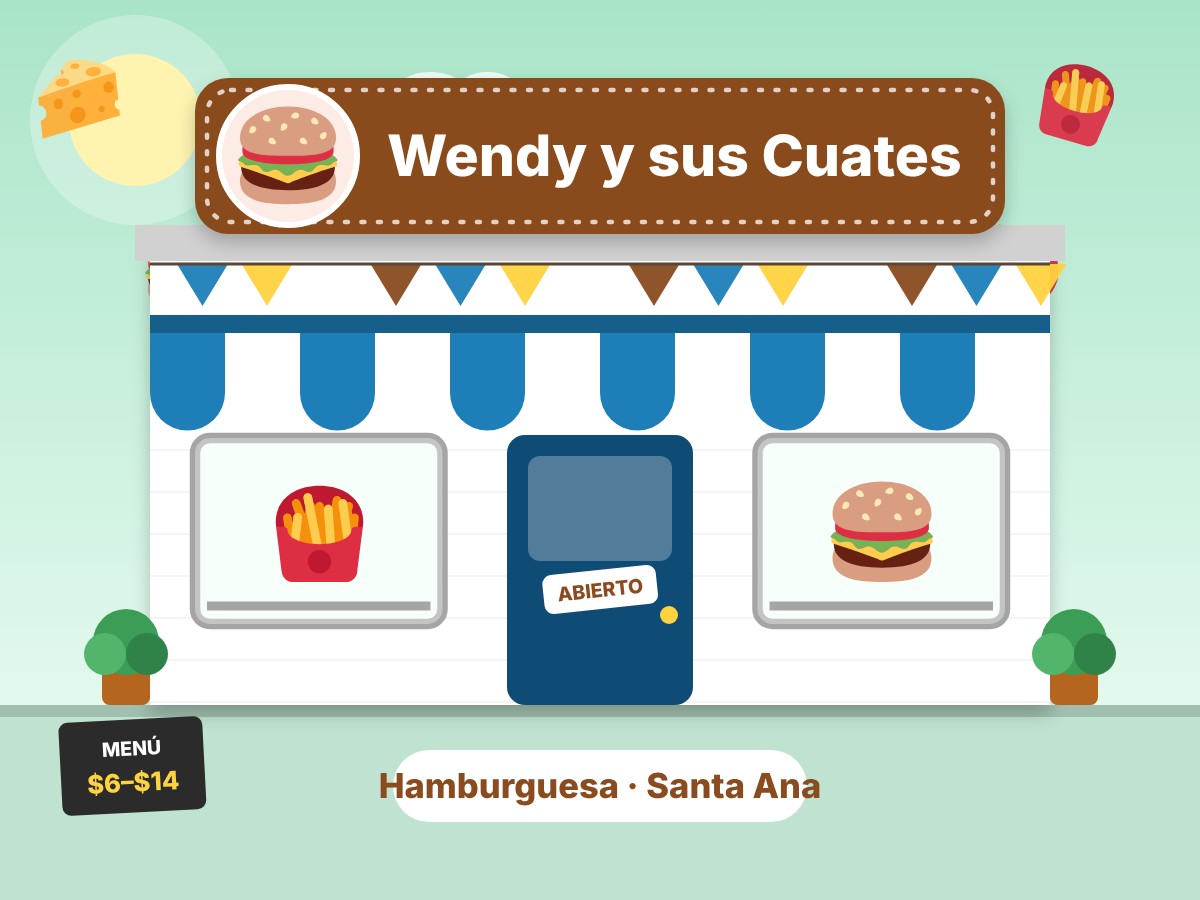 Wendy y sus Cuates
ABIERTO
MENÚ
$6–$14
Hamburguesa · Santa Ana